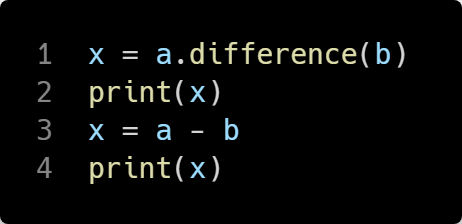 1 x = a.difference(b)
2 print(x)
3 x = a - b
4 print(x)